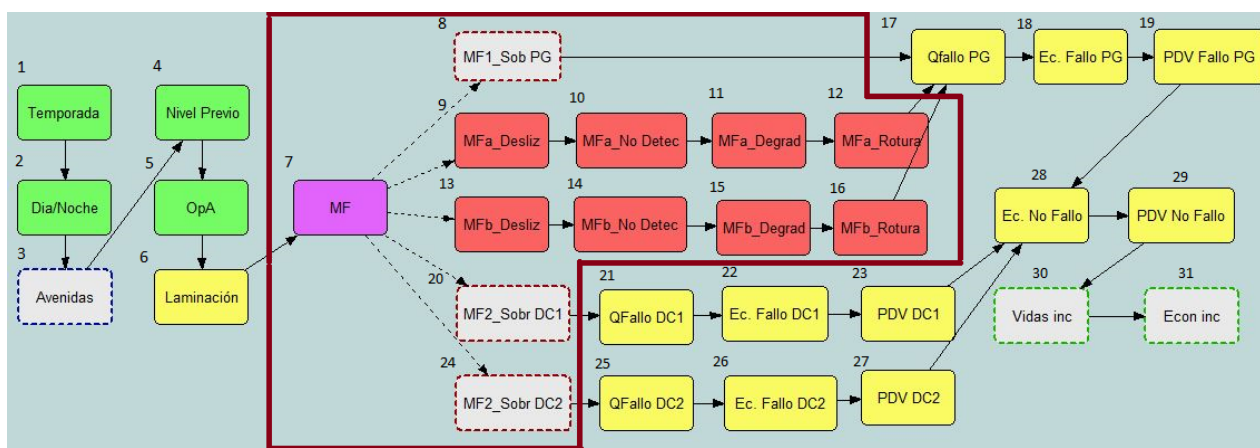 1
Temporada
2
Dia/Noche
3
Avenidas
4
Nivel Previo
5
OpA
6
Laminación
7
MF
8
MF1_Sob PG
9
MFa_Desliz
10
MFa_No Detec
11
MFa_Degrad
12
MFa_Rotura
13
MFb_Desliz
14
MFb_No Detec
15
MFb_Degrad
16
MFb_Rotura
17
Qfallo PG
18
Ec. Fallo PG
19
PDV Fallo PG
20
MF2_Sobr DC1
21
QFallo DC1
22
Ec. Fallo DC1
23
PDV DC1
24
MF2_Sobr DC2
25
QFallo DC2
26
Ec. Fallo DC2
27
PDV DC2
28
Ec. No Fallo
29
PDV No Fallo
30
Vidas inc
31
Econ inc